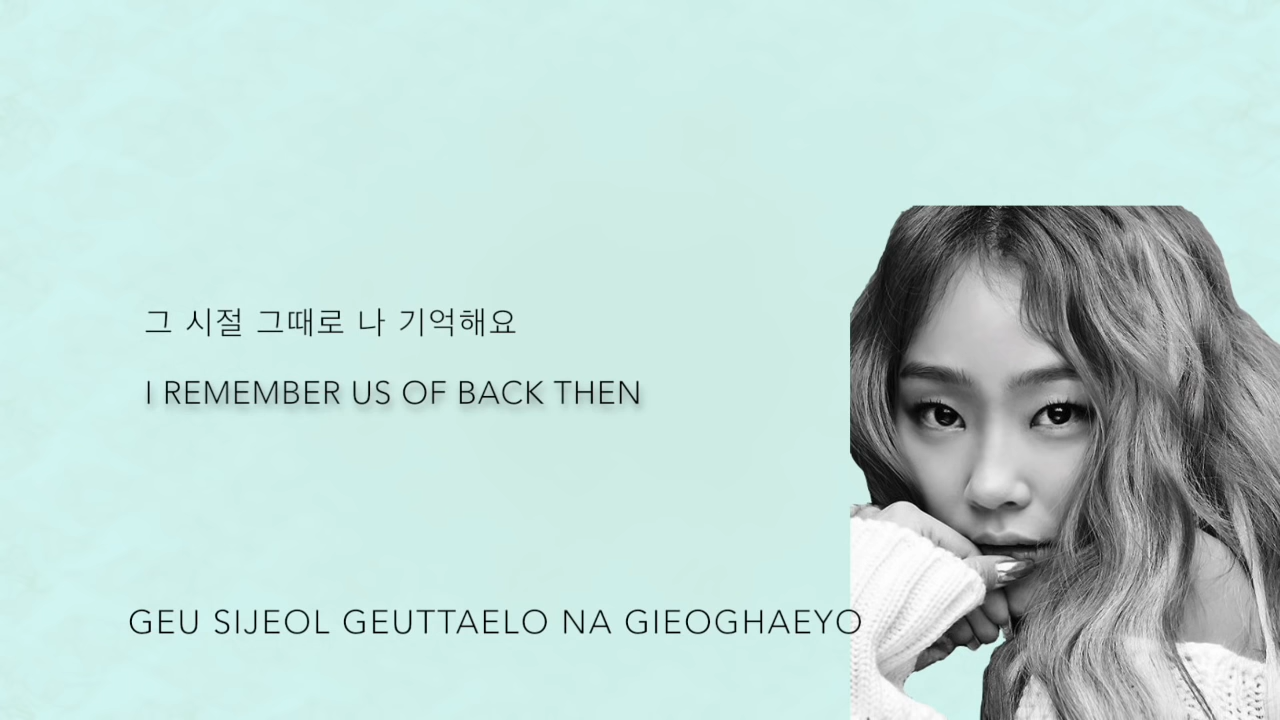 그 시절 그때로 나 기억해요
I REMEMBER US OF BACK THEN
GEU SIJEOL GEUTTAELO NA GIEOGHAEYO